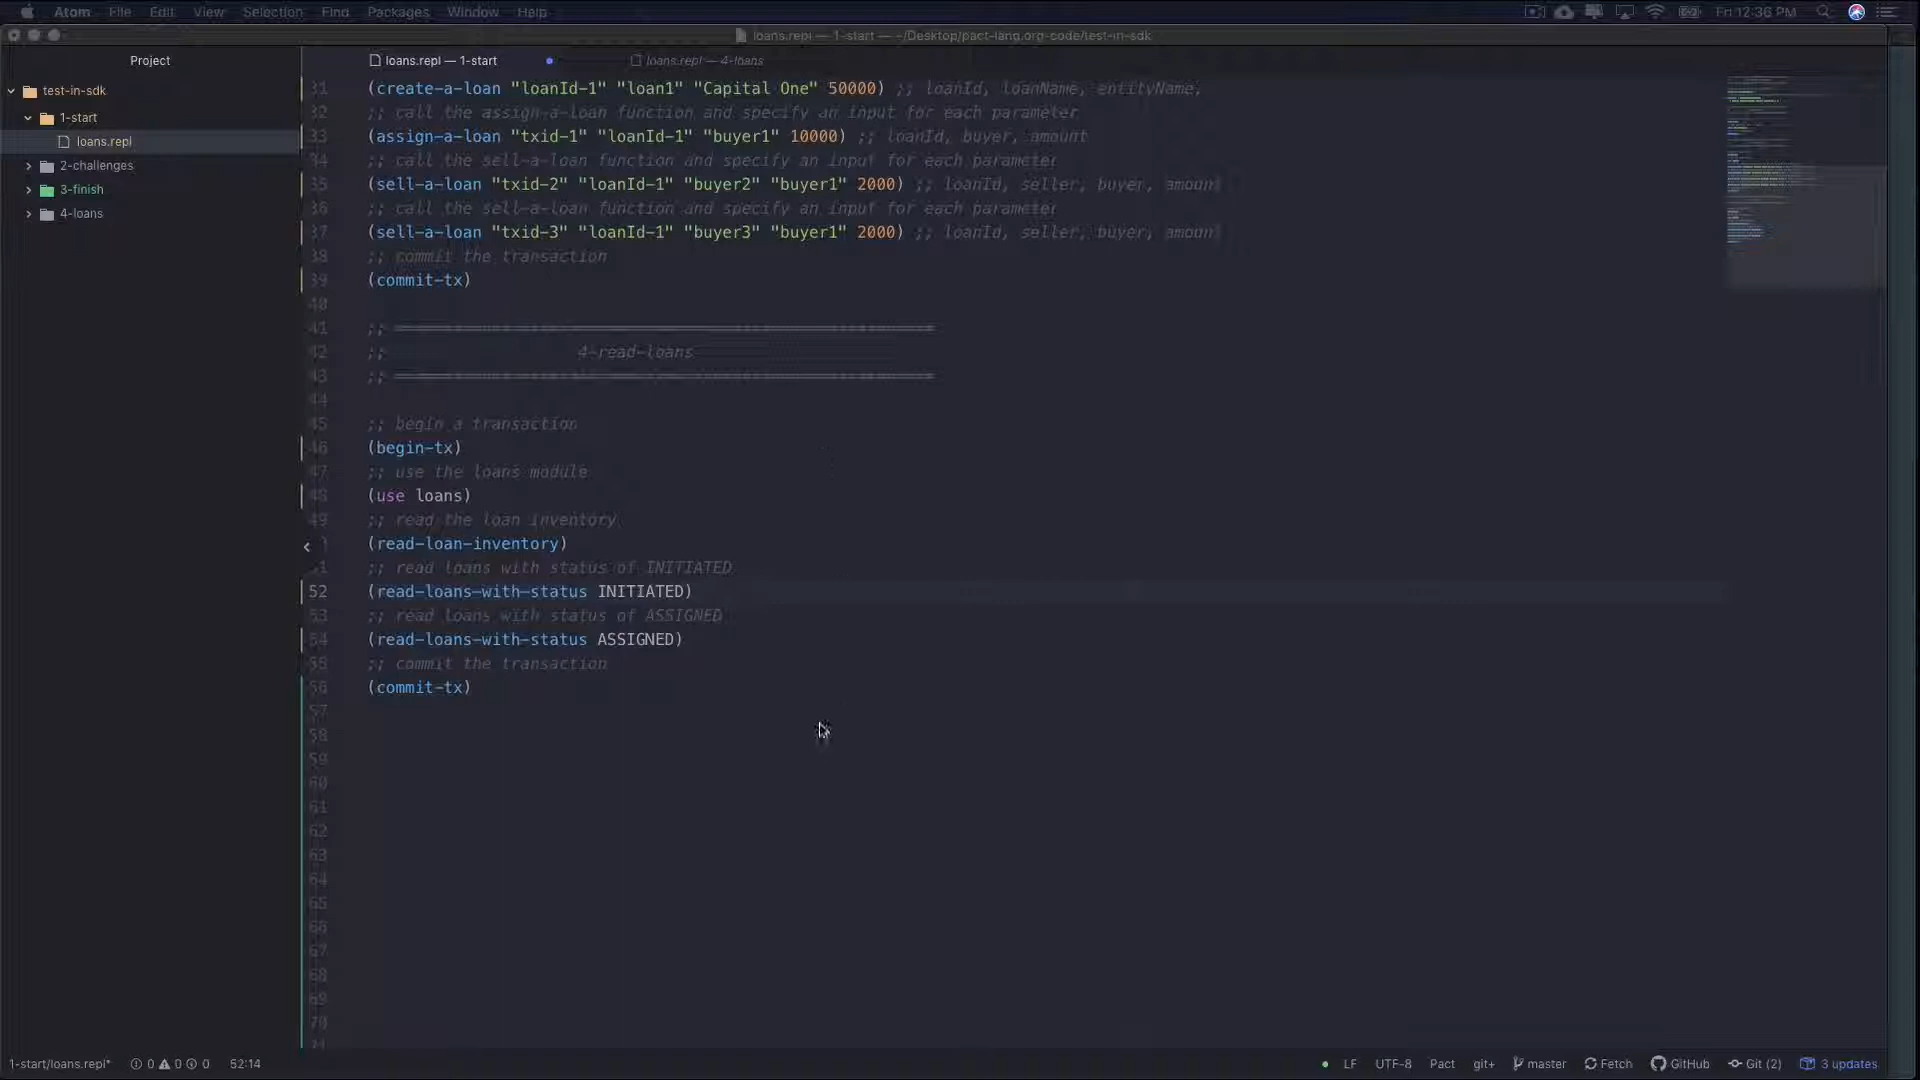 Atom File Edit View Selection Find Packages Window Help Fri 12:36 PM
loans.repl — 1-start — ~/Desktop/pact-lang.org-code/test-in-sdk
Project
loans.repl — 1-start
loans.repl — 4-loans
test-in-sdk
1-start
loans.repl
2-challenges
3-finish
4-loans
31 (create-a-loan "loanId-1" "loan1" "Capital One" 50000) ;; loanId, loanName, entityName,
32 ;; call the assign-a-loan function and specify an input for each parameter
33 (assign-a-loan "txid-1" "loanId-1" "buyer1" 10000) ;; loanId, buyer, amount
34 ;; call the sell-a-loan function and specify an input for each parameter
35 (sell-a-loan "txid-2" "loanId-1" "buyer2" "buyer1" 2000) ;; loanId, seller, buyer, amount
36 ;; call the sell-a-loan function and specify an input for each parameter
37 (sell-a-loan "txid-3" "loanId-1" "buyer3" "buyer1" 2000) ;; loanId, seller, buyer, amount
38 ;; commit the transaction
39 (commit-tx)
40
41 ;; ========================================================
42 ;; 4-read-loans
43 ;; ========================================================
44
45 ;; begin a transaction
46 (begin-tx)
47 ;; use the loans module
48 (use loans)
49 ;; read the loan inventory
(read-loan-inventory)
51 ;; read loans with status of INITIATED
52 (read-loans-with-status INITIATED)
53 ;; read loans with status of ASSIGNED
54 (read-loans-with-status ASSIGNED)
55 ;; commit the transaction
56 (commit-tx)
57
58
59
60
61
62
63
64
65
66
67
68
69
70
71
1-start/loans.repl* 0 0 0 52:14 LF UTF-8 Pact git+ master Fetch GitHub Git (2) 3 updates